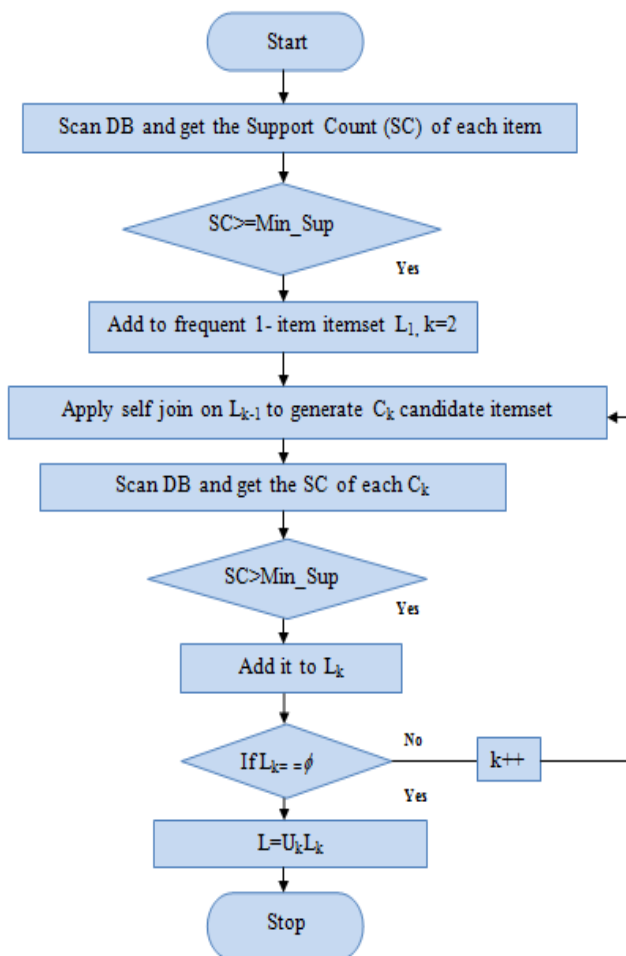 Start
Scan DB and get the Support Count (SC) of each item
SC>=Min_Sup
Yes
Add to frequent 1- item itemset L₁, k=2
Apply self join on Lₖ₋₁ to generate Cₖ candidate itemset
Scan DB and get the SC of each Cₖ
SC>Min_Sup
Yes
Add it to Lₖ
If Lₖ₌ ₌ϕ
No
k++
Yes
L=UₖLₖ
Stop